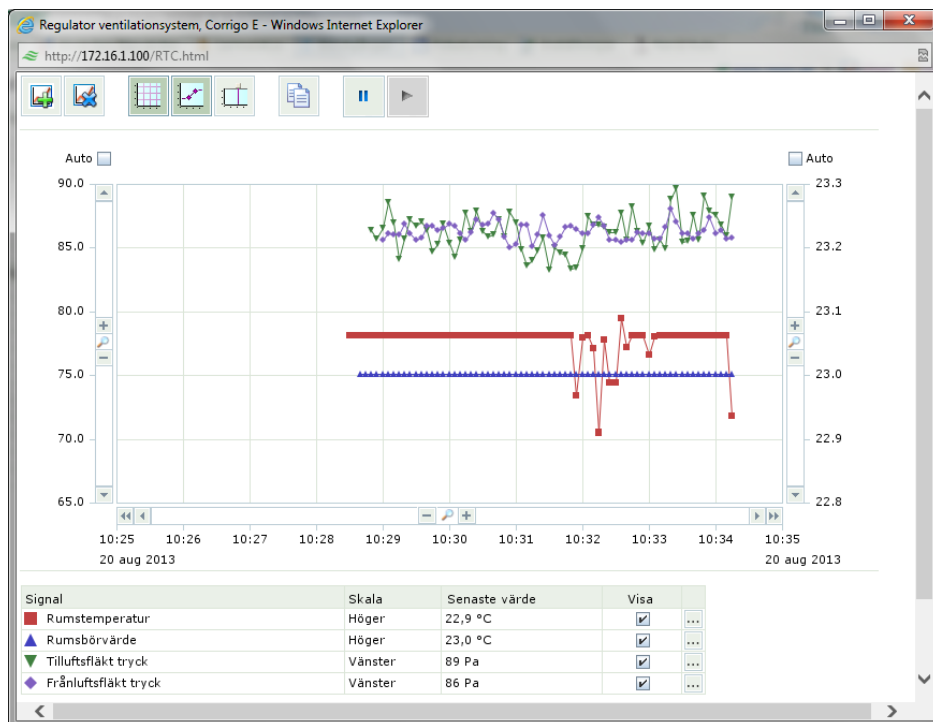 Regulator ventilationsystem, Corrigo E - Windows Internet Explorer
http://172.16.1.100/RTC.html
Auto
Auto
90.0
23.3
85.0
23.2
80.0
23.1
75.0
23.0
70.0
22.9
65.0
22.8
10:25 10:26 10:27 10:28 10:29 10:30 10:31 10:32 10:33 10:34 10:35
20 aug 2013 20 aug 2013
Signal Skala Senaste värde Visa
Rumstemperatur Höger 22,9 °C ...
Rumsbörvärde Höger 23,0 °C ...
Tilluftsfläkt tryck Vänster 89 Pa ...
Frånluftsfläkt tryck Vänster 86 Pa ...